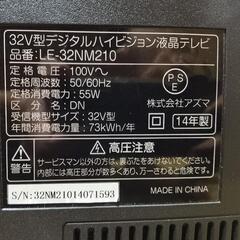 32V型デジタルハイビジョン液晶テレビ
品番:LE-32NM210
定格電圧:100V～
定格周波数:50/60Hz
定格消費電力:55W
区分名:DN
受信機型サイズ:32V型
年間消費電力:73kWh/年
PSE
株式会社アズマ
14年製
警告
高圧注意
サービスマン以外の方は、裏ぶたをあけないでください。
内部には高圧部分が数多くあり、万一さわると危険です。
S/N:32NM21014071593
MADE IN CHINA